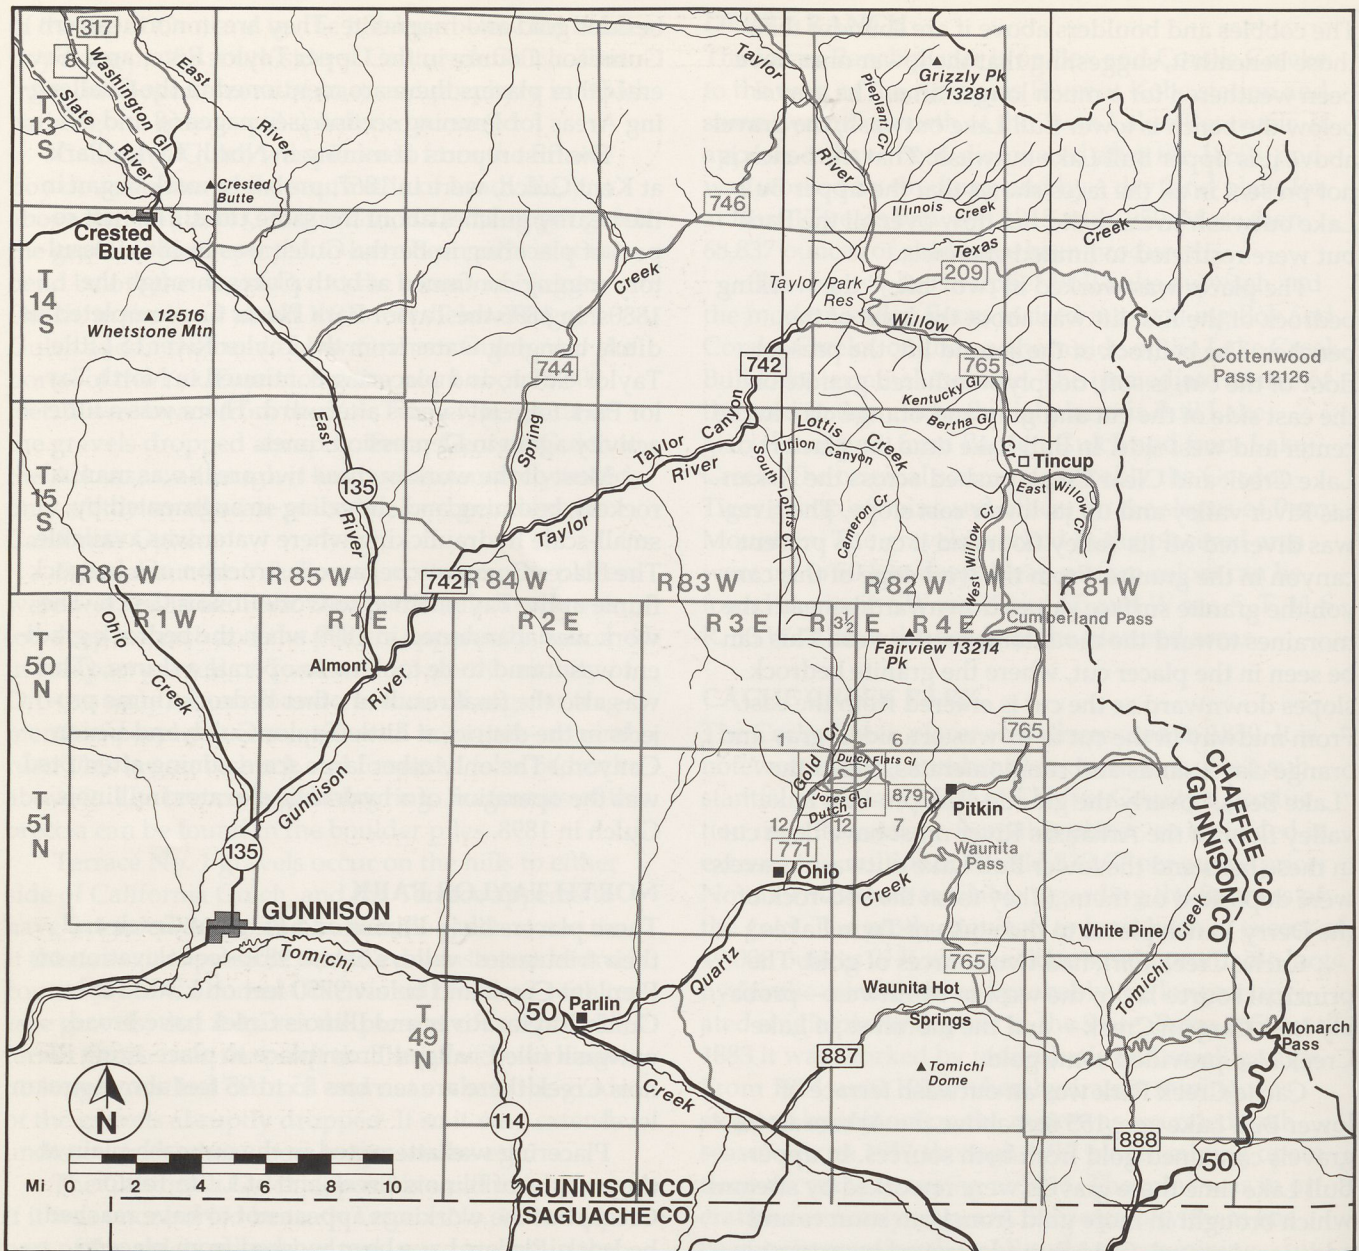 317
Washington Gl
East
River
Slate
River
T
13
S
Crested
Butte
Crested
Butte
Taylor
River
Pieplant Cr
Grizzly Pk
13281
746
Illinois Creek
Texas Creek
209
Creek
Taylor Park
Res
T
14
S
12516
Whetstone Mtn
Willow
742
765
744
Cottenwood
Pass 12126
Kentucky Gl
East
River
Spring
Taylor Canyon
River
Lottis Creek
Bertha Gl
Union
Canyon
South Lottis Cr
Cr
Tincup
East Willow Cr
T
15
S
135
Taylor
Cameron Cr
West Willow Cr
R 86 W
R 85 W
742
R 84 W
R 83 W
R 82 W
R 81 W
R 1 W
R 1 E
R 2 E
R 3 E
R 3½ E
R 4 E
Cumberland Pass
Ohio
Creek
Fairview 13214
Pk
T
50
N
Almont
River
765
1
6
Gold Cr
Dutch Flats Gl
CHAFFEE CO
GUNNISON CO
Jones Gl
Dutch Gl
879
Pitkin
T
51
N
Gunnison
12
12
7
135
771
Waunita
Pass
Ohio
Creek
GUNNISON
White Pine
Tomichi
Quartz
765
Tomichi Creek
Waunita Hot
Springs
Parlin
50
T
49
N
Monarch
Pass
887
Tomichi
Dome
Creek
N
114
888
50
Mi
2
4
6
8
10
GUNNISON CO
SAGUACHE CO